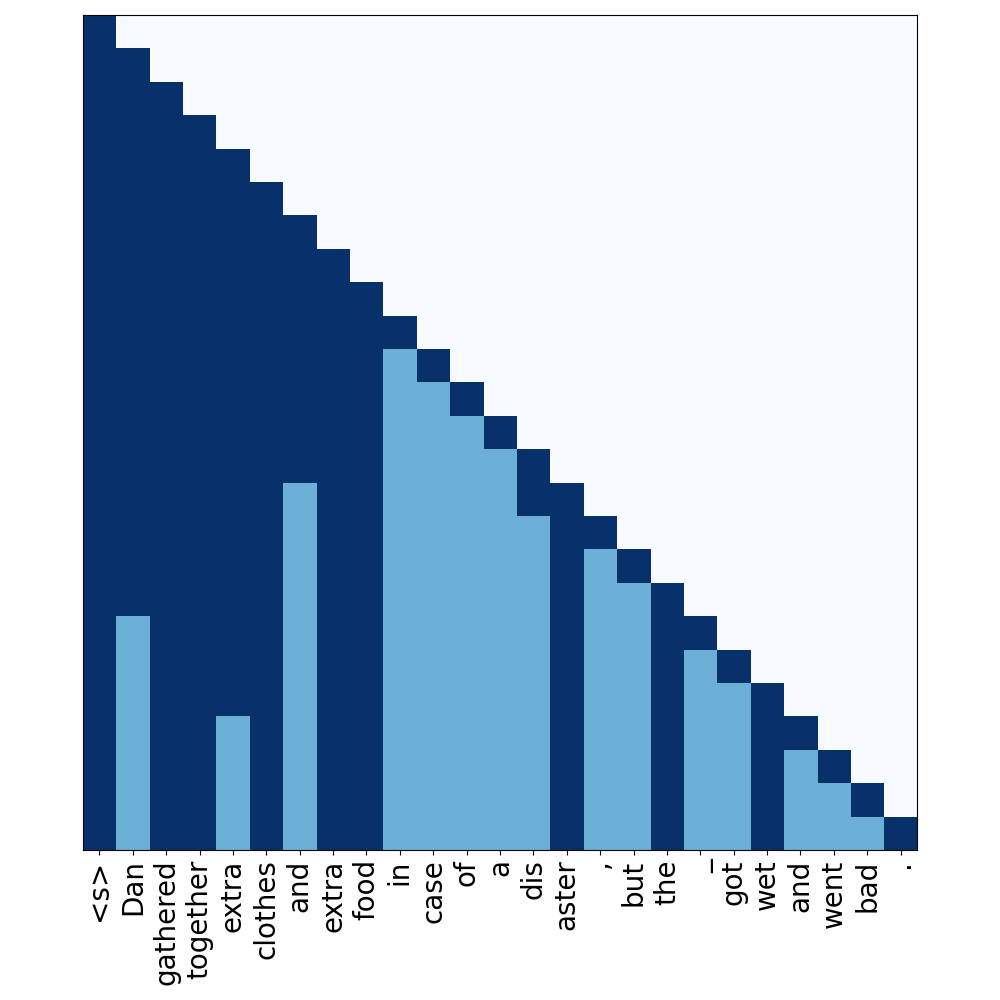 <s> Dan gathered together extra clothes and extra food in case of a dis aster , but the _ got wet and went bad .